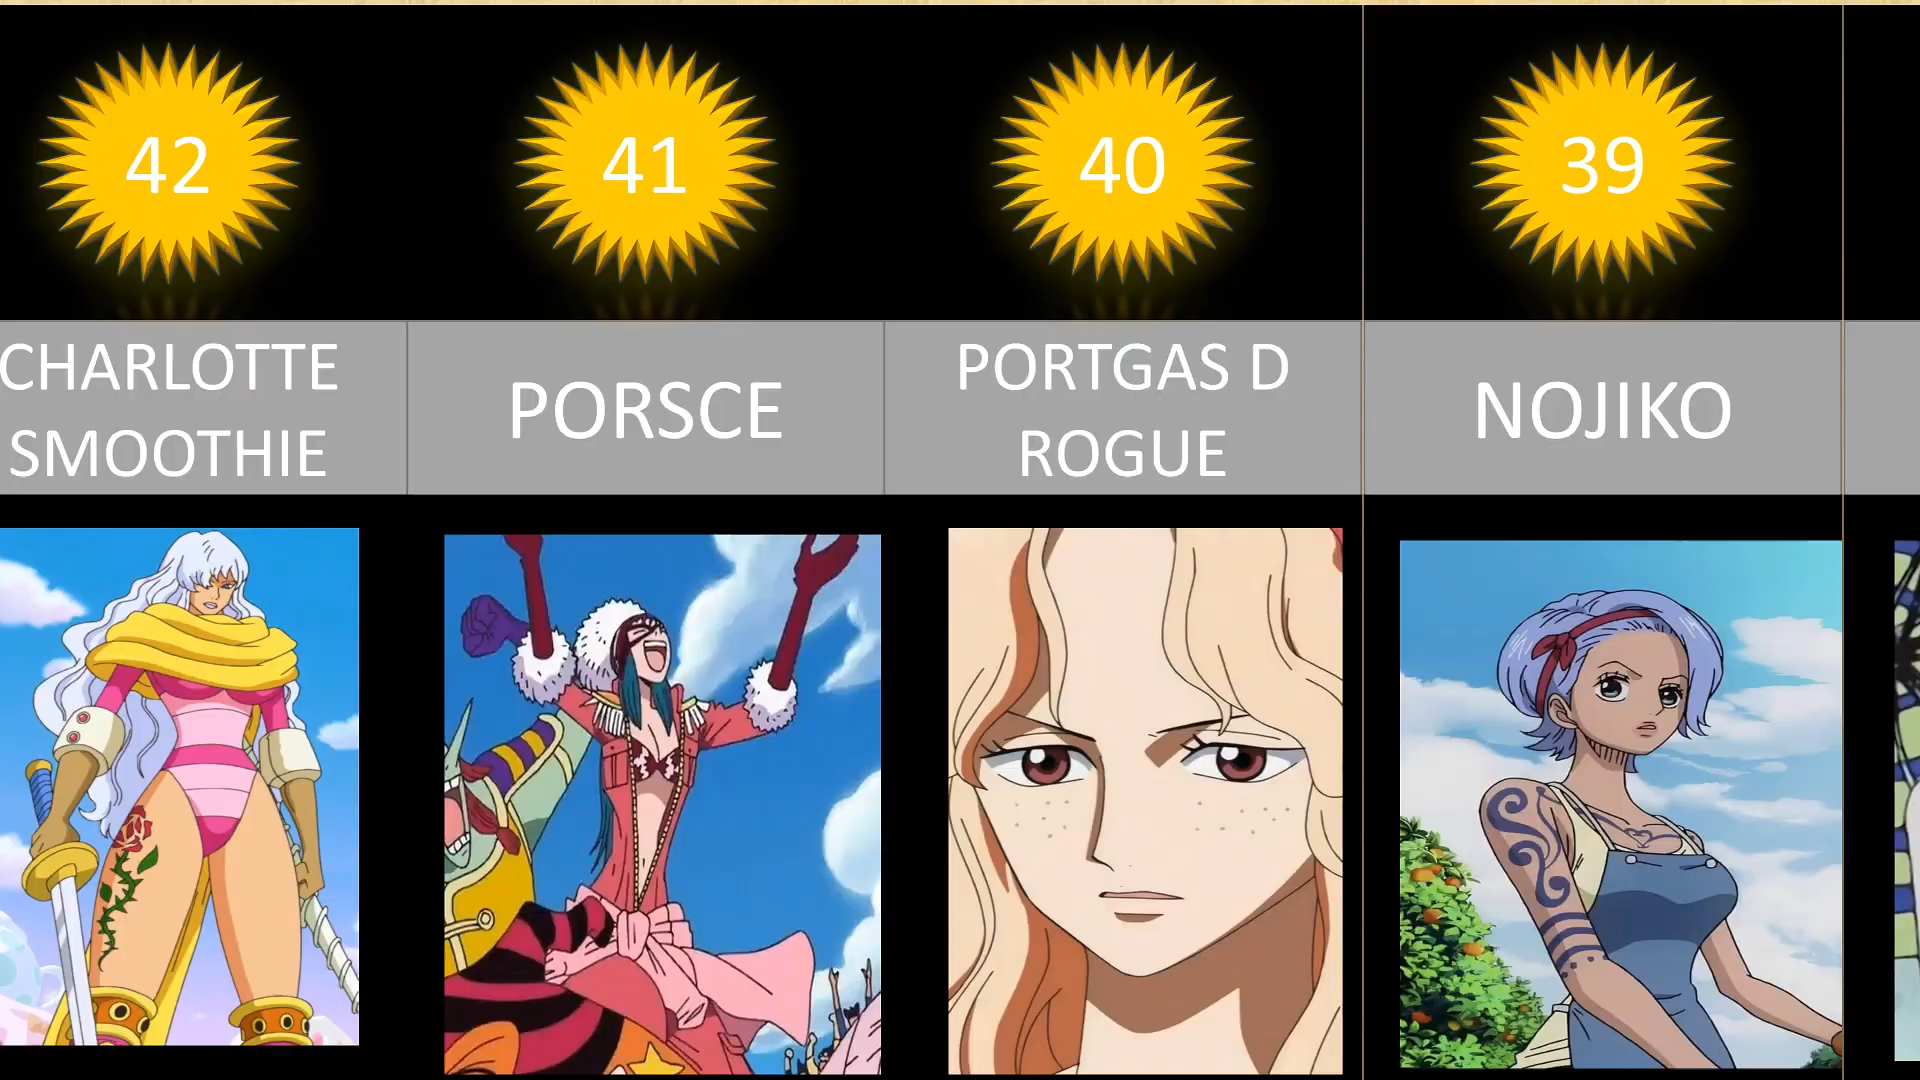 42
41
40
39
CHARLOTTE
SMOOTHIE
PORSCE
PORTGAS D
ROGUE
NOJIKO